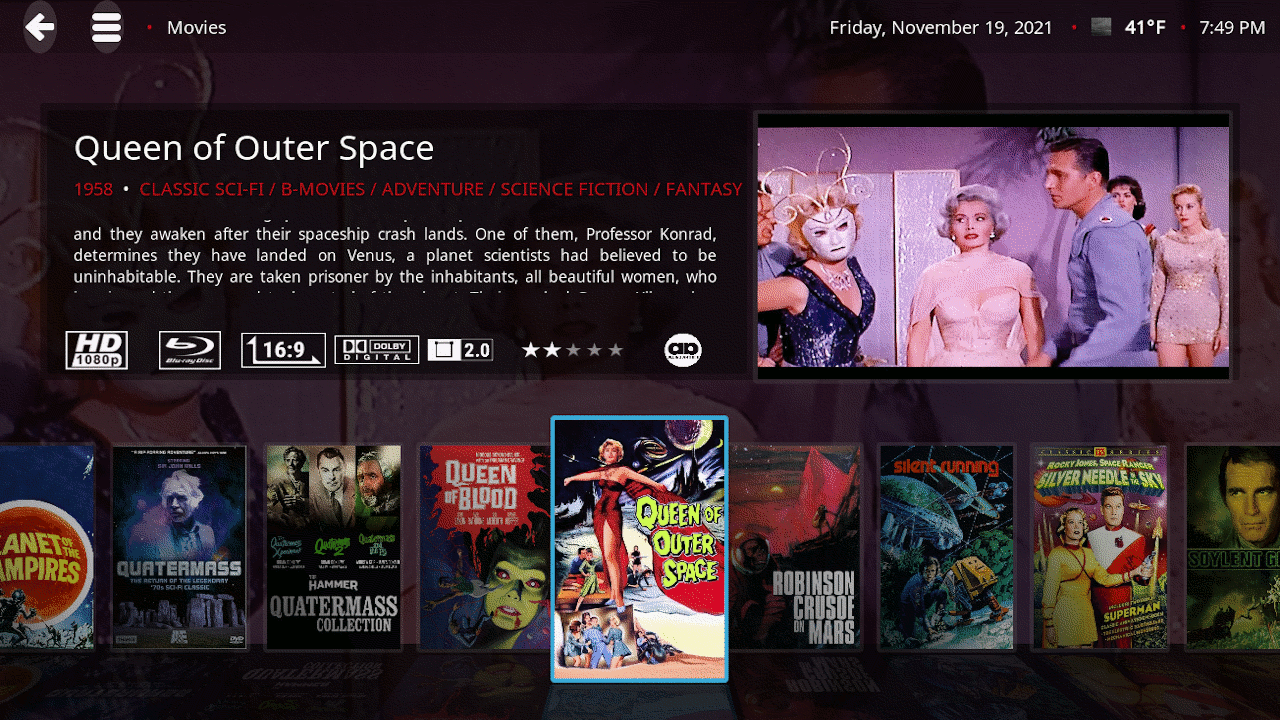 Movies
Friday, November 19, 2021
41°F
7:49 PM
Queen of Outer Space
1958 • CLASSIC SCI-FI / B-MOVIES / ADVENTURE / SCIENCE FICTION / FANTASY
and they awaken after their spaceship crash lands. One of them, Professor Konrad,
determines they have landed on Venus, a planet scientists had believed to be
uninhabitable. They are taken prisoner by the inhabitants, all beautiful women, who
HD
1080p
Blu-ray Disc
16:9
DOLBY
DIGITAL
2.0
OF THE
QUATERMASS
THE RETURN OF THE LEGENDARY
'70s SCI-FI CLASSIC
DVD
THE
HAMMER
QUATERMASS
COLLECTION
QUEEN
OF BLOOD
QUEEN OF
OUTER
SPACE
ROBINSON
CRUSOE
ON
MARS
silent running
CLASSIC TV SERIES
ROCKY JONES, SPACE RANGER
SILVER NEEDLE IN THE SKY
SUPERMAN
SOYLENT G